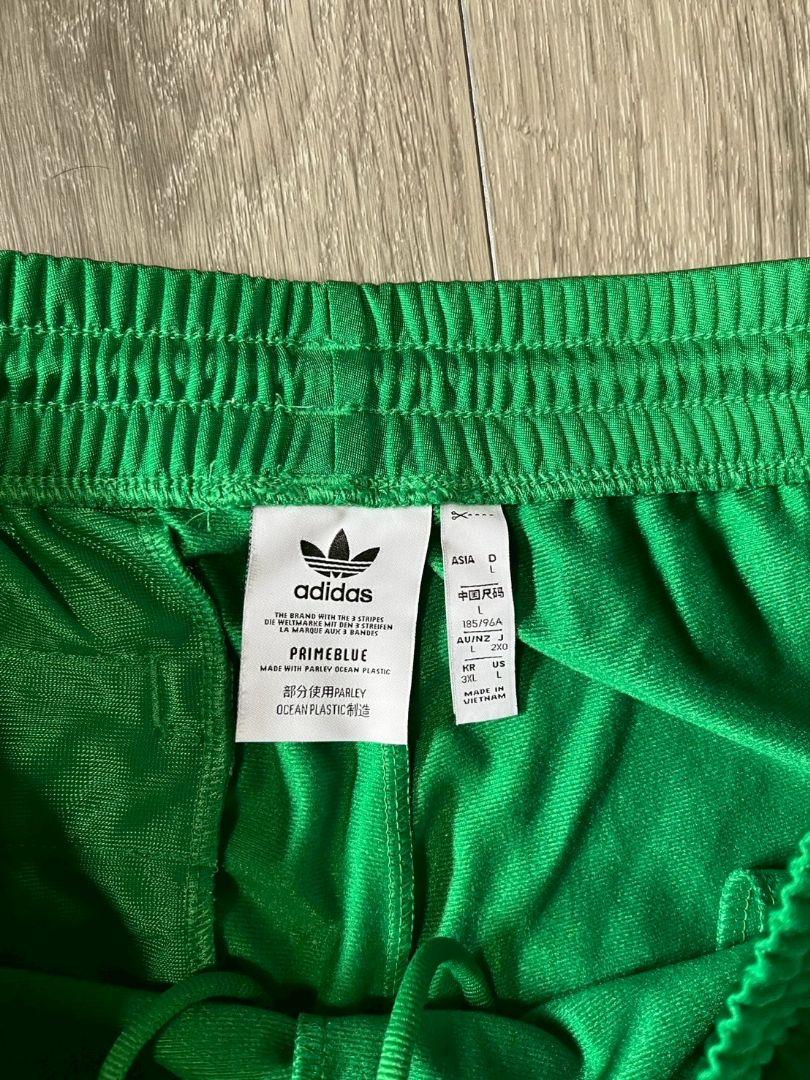 adidas
THE BRAND WITH THE 3 STRIPES
DIE WELTMARKE MIT DEN 3 STREIFEN
LA MARQUE AUX 3 BANDES
PRIMEBLUE
MADE WITH PARLEY OCEAN PLASTIC
部分使用PARLEY
OCEAN PLASTIC制造
ASIA D
L
中国尺码
L
185/96A
AU/NZ J
L 2XO
KR US
3XL L
MADE IN
VIETNAM